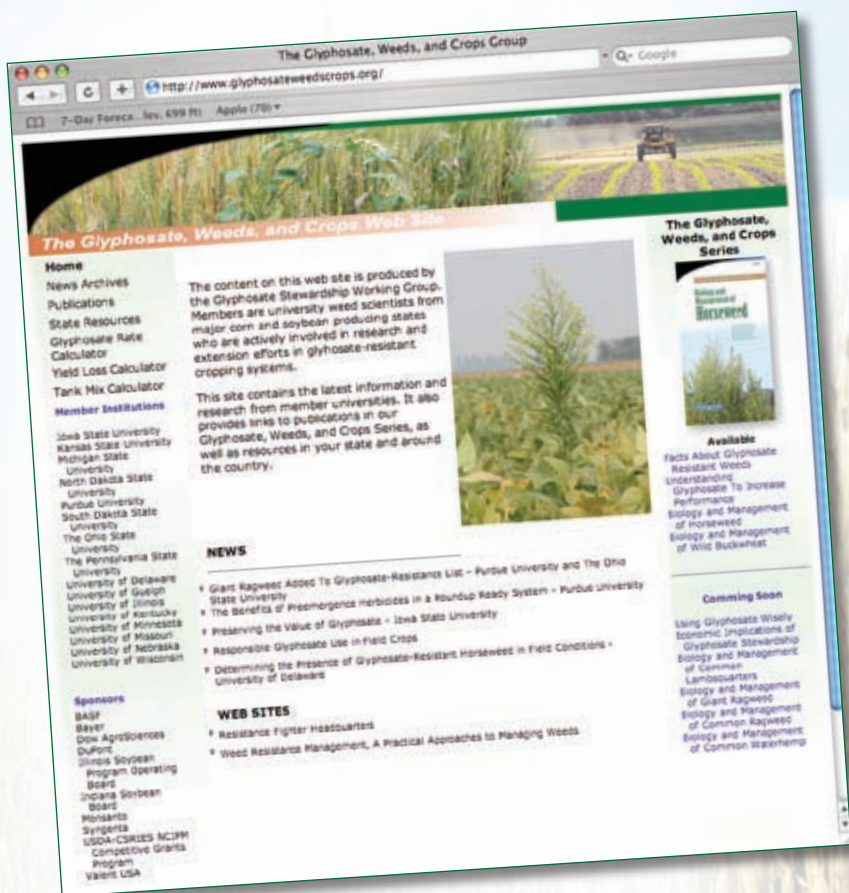 The Glyphosate, Weeds, and Crops Group
http://www.glyphosateweedscrops.org/
Google
7-Day Foreca...lev, 699 ft) Apple (78)
The Glyphosate, Weeds, and Crops Web Site
Home
News Archives
Publications
State Resources
Glyphosate Rate
Calculator
Yield Loss Calculator
Tank Mix Calculator
Member Institutions
Iowa State University
Kansas State University
Michigan State
University
North Dakota State
University
Purdue University
South Dakota State
University
The Ohio State
University
The Pennsylvania State
University
University of Delaware
University of Guelph
University of Illinois
University of Kentucky
University of Minnesota
University of Missouri
University of Nebraska
University of Wisconsin
Sponsors
BASF
Bayer
Dow AgroSciences
DuPont
Illinois Soybean
Program Operating
Board
Indiana Soybean
Board
Monsanto
Syngenta
USDA-CSRIES NCIPM
Competitive Grants
Program
Valent USA
The content on this web site is produced by
the Glyphosate Stewardship Working Group.
Members are university weed scientists from
major corn and soybean producing states
who are actively involved in research and
extension efforts in glyhosate-resistant
cropping systems.
This site contains the latest information and
research from member universities. It also
provides links to publications in our
Glyphosate, Weeds, and Crops Series, as
well as resources in your state and around
the country.
NEWS
Giant Ragweed Added To Glyphosate-Resistance List – Purdue University and The Ohio
State University
The Benefits of Preemergence Herbicides in a Roundup Ready System – Purdue University
Preserving the Value of Glyphosate – Iowa State University
Responsible Glyphosate Use in Field Crops
Determining the Presence of Glyphosate-Resistant Horseweed in Field Conditions –
University of Delaware
WEB SITES
Resistance Fighter Headquarters
Weed Resistance Management, A Practical Approaches to Managing Weeds
The Glyphosate,
Weeds, and Crops
Series
Biology and
Management of
Horseweed
Available
Facts About Glyphosate
Resistant Weeds
Understanding
Glyphosate To Increase
Performance
Biology and Management
of Horseweed
Biology and Management
of Wild Buckwheat
Comming Soon
Using Glyphosate Wisely
Economic Implications of
Glyphosate Stewardship
Biology and Management
of Common
Lambsquarters
Biology and Management
of Giant Ragweed
Biology and Management
of Common Ragweed
Biology and Management
of Common Waterhemp